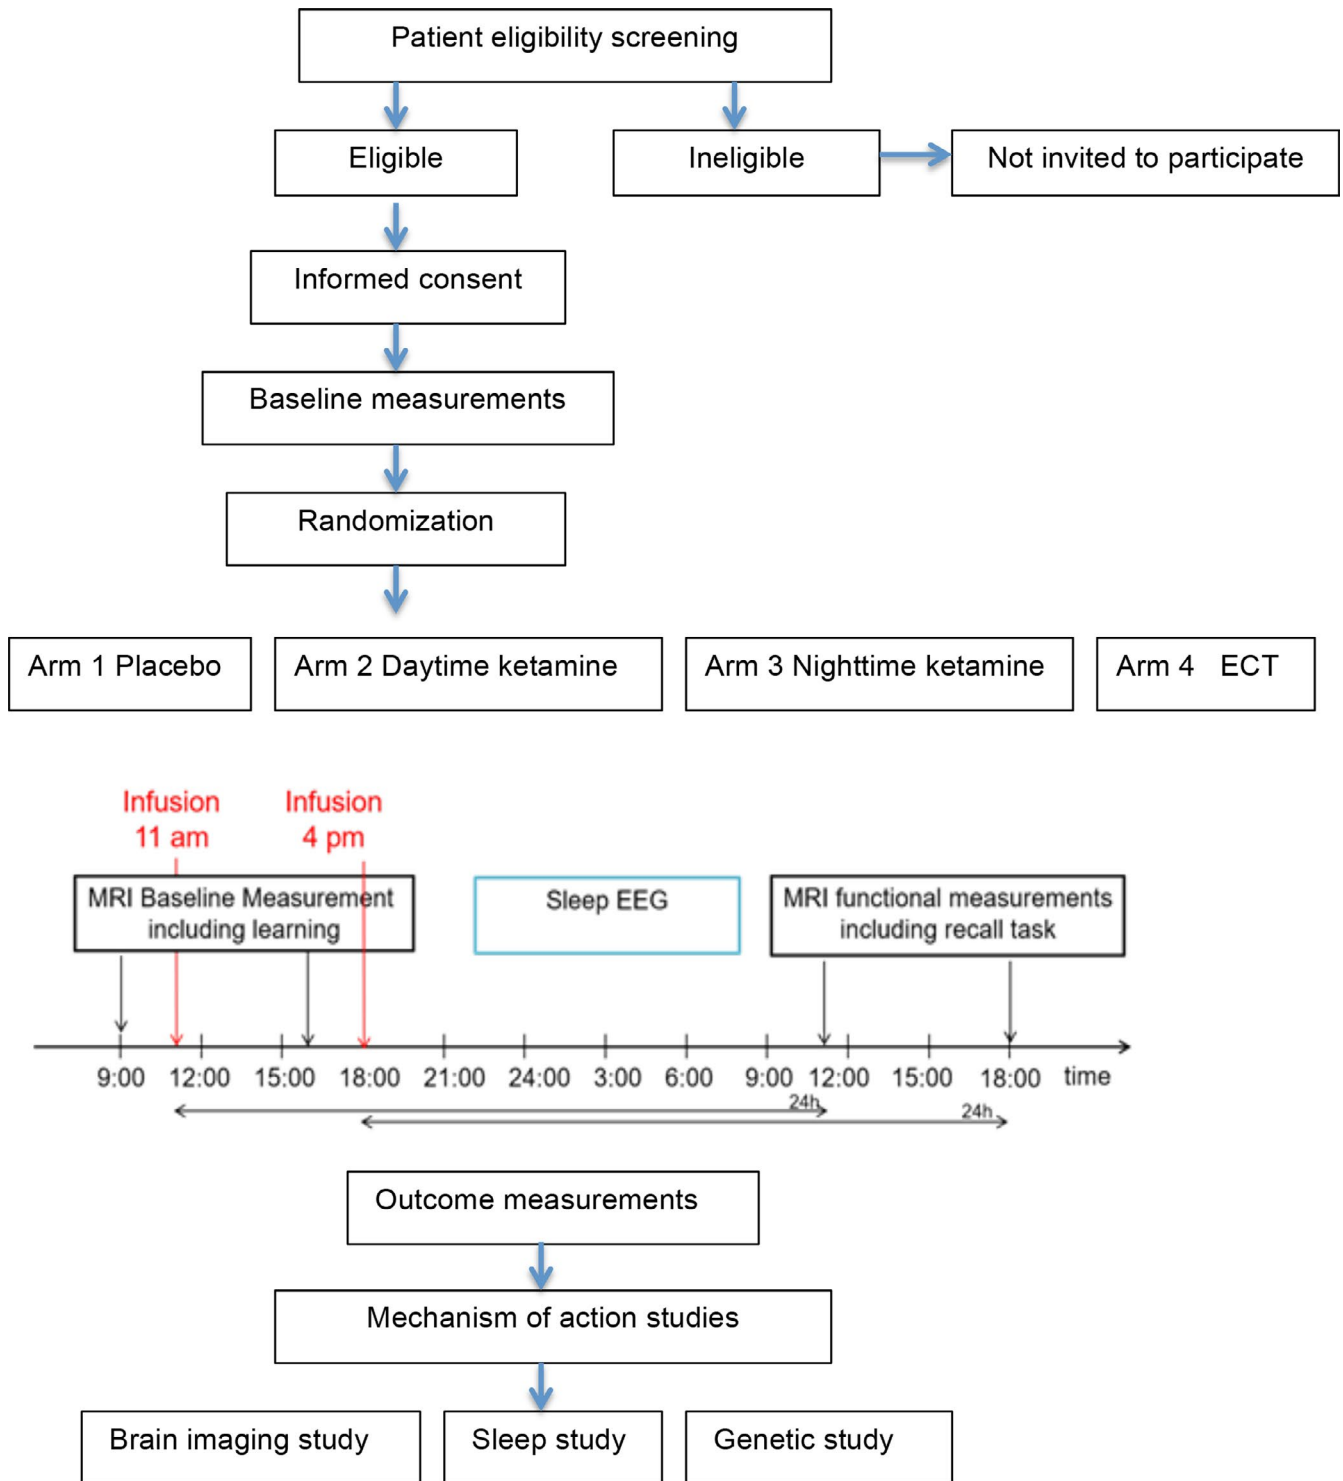 Patient eligibility screening
Eligible
Ineligible
Not invited to participate
Informed consent
Baseline measurements
Randomization
Arm 1 Placebo
Arm 2 Daytime ketamine
Arm 3 Nighttime ketamine
Arm 4 ECT
Infusion
11 am
Infusion
4 pm
MRI Baseline Measurement
including learning
Sleep EEG
MRI functional measurements
including recall task
9:00 12:00 15:00 18:00 21:00 24:00 3:00 6:00 9:00 12:00 15:00 18:00 time
24h
24h
Outcome measurements
Mechanism of action studies
Brain imaging study
Sleep study
Genetic study